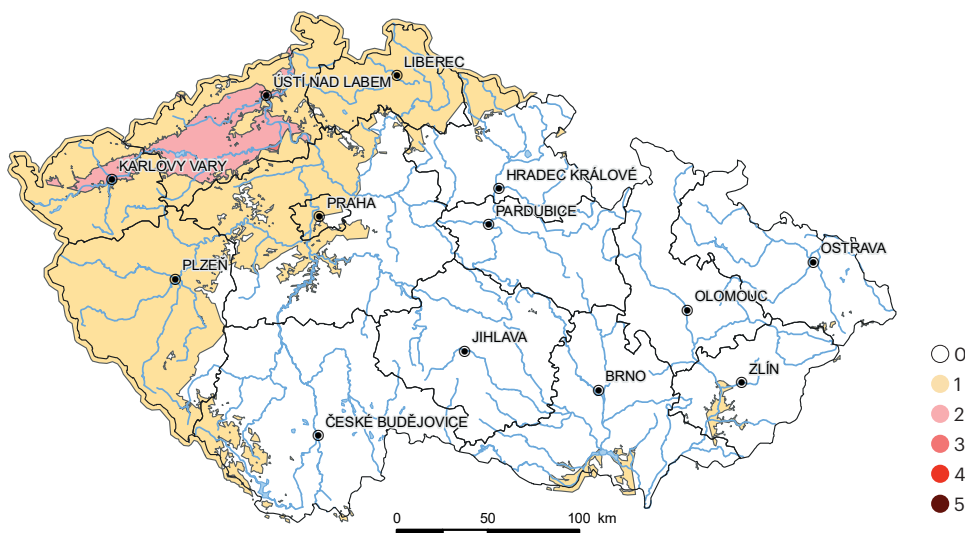 LIBEREC
ÚSTÍ NAD LABEM
KARLOVY VARY
HRADEC KRÁLOVÉ
PRAHA
PARDUBICE
OSTRAVA
PLZEŇ
OLOMOUC
JIHLAVA
ZLÍN
BRNO
ČESKÉ BUDĚJOVICE
0
1
2
3
4
5
0 50 100 km